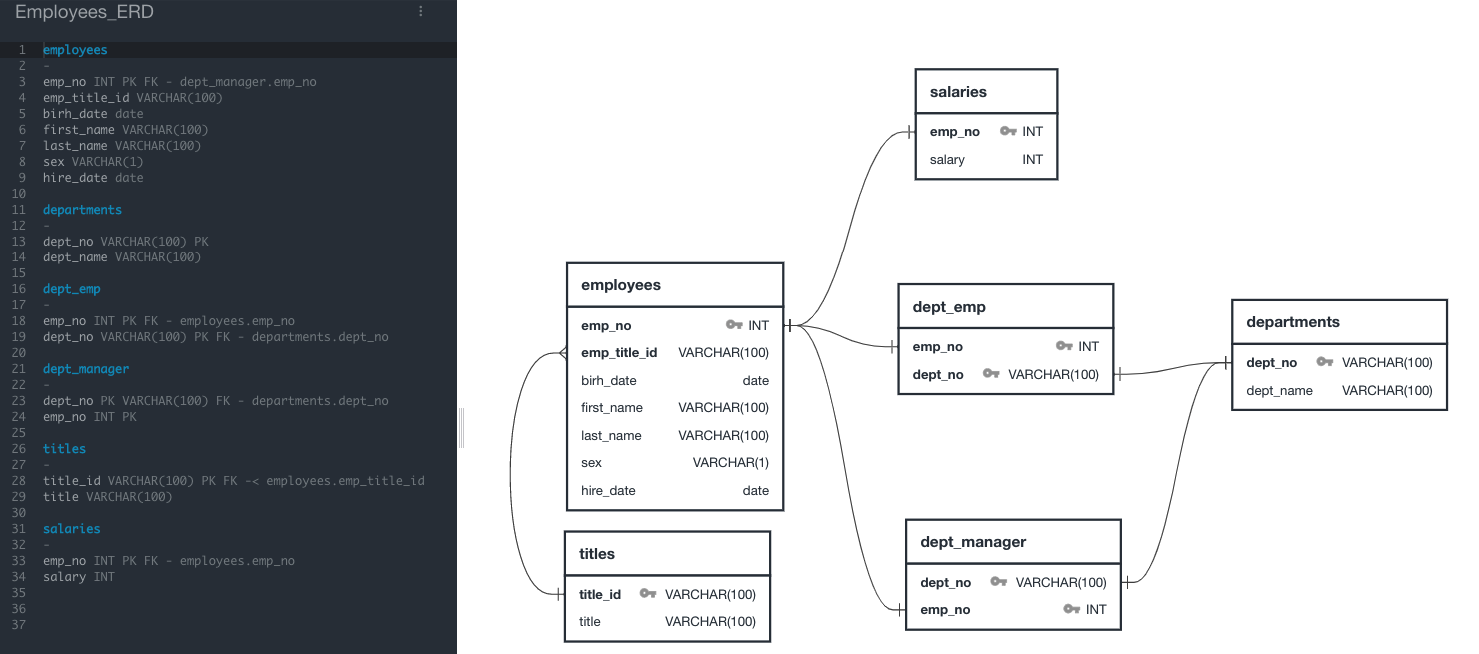 Employees_ERD
1 employees
2 -
3 emp_no INT PK FK - dept_manager.emp_no
4 emp_title_id VARCHAR(100)
5 birh_date date
6 first_name VARCHAR(100)
7 last_name VARCHAR(100)
8 sex VARCHAR(1)
9 hire_date date
10
11 departments
12 -
13 dept_no VARCHAR(100) PK
14 dept_name VARCHAR(100)
15
16 dept_emp
17 -
18 emp_no INT PK FK - employees.emp_no
19 dept_no VARCHAR(100) PK FK - departments.dept_no
20
21 dept_manager
22 -
23 dept_no PK VARCHAR(100) FK - departments.dept_no
24 emp_no INT PK
25
26 titles
27 -
28 title_id VARCHAR(100) PK FK -< employees.emp_title_id
29 title VARCHAR(100)
30
31 salaries
32 -
33 emp_no INT PK FK - employees.emp_no
34 salary INT
35
36
37
salaries
emp_no INT
salary INT
employees
emp_no INT
emp_title_id VARCHAR(100)
birh_date date
first_name VARCHAR(100)
last_name VARCHAR(100)
sex VARCHAR(1)
hire_date date
dept_emp
emp_no INT
dept_no VARCHAR(100)
departments
dept_no VARCHAR(100)
dept_name VARCHAR(100)
titles
title_id VARCHAR(100)
title VARCHAR(100)
dept_manager
dept_no VARCHAR(100)
emp_no INT